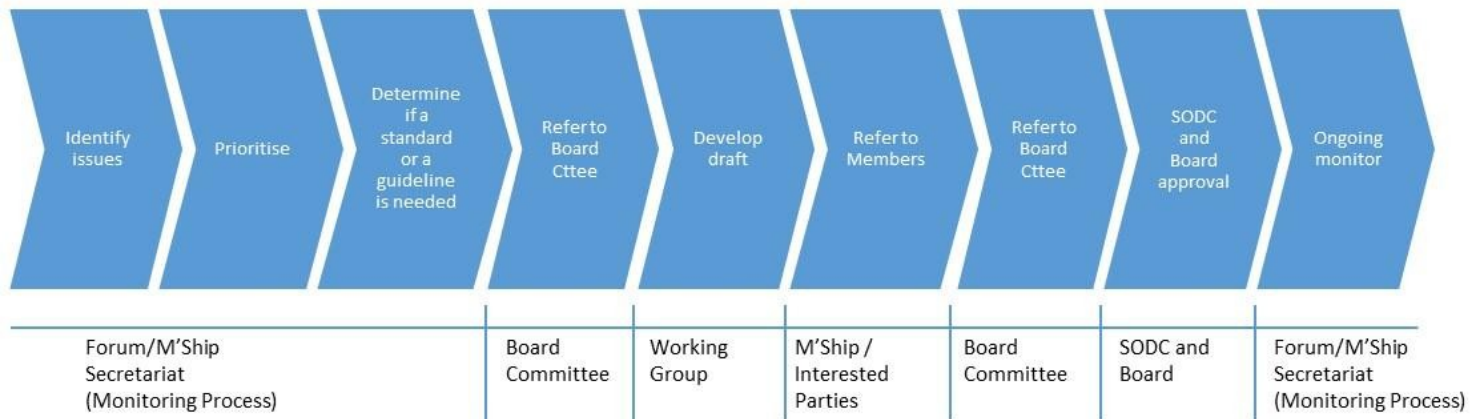 Identify
issues
Prioritise
Determine
if a
standard
or a
guideline
is needed
Refer to
Board
Cttee
Develop
draft
Refer to
Members
Refer to
Board
Cttee
SODC
and
Board
approval
Ongoing
monitor
Forum/M'Ship
Secretariat
(Monitoring Process)
Board
Committee
Working
Group
M'Ship /
Interested
Parties
Board
Committee
SODC and
Board
Forum/M'Ship
Secretariat
(Monitoring Process)